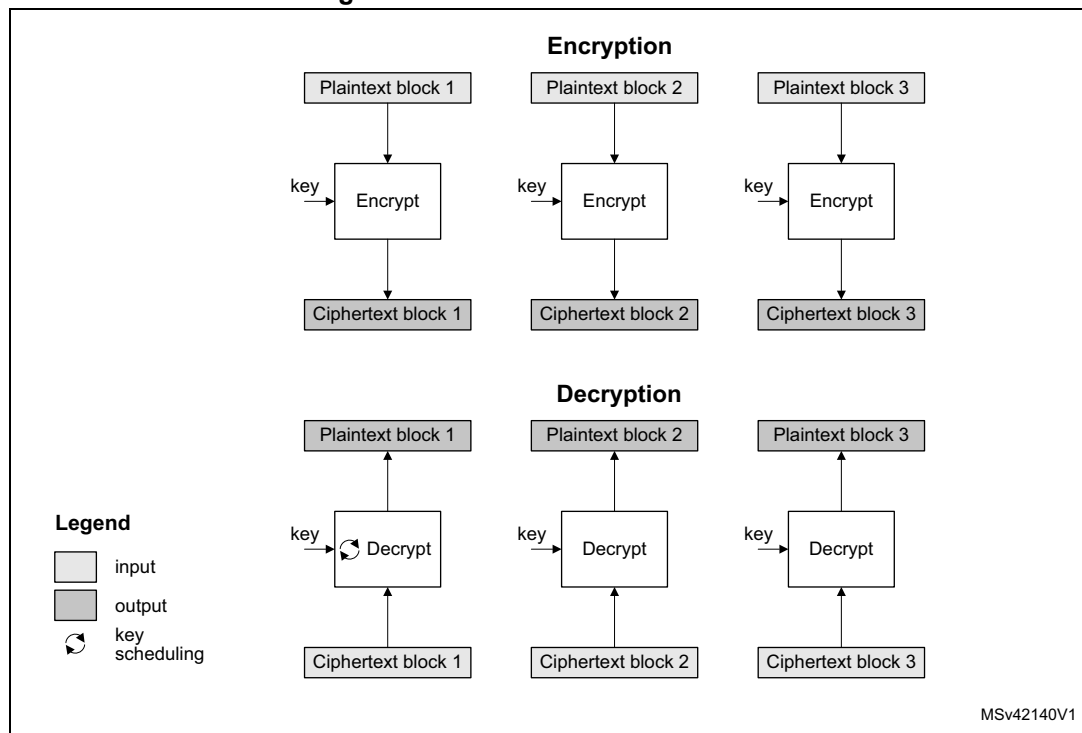 Encryption
Plaintext block 1 Plaintext block 2 Plaintext block 3
key Encrypt key Encrypt key Encrypt
Ciphertext block 1 Ciphertext block 2 Ciphertext block 3
Decryption
Plaintext block 1 Plaintext block 2 Plaintext block 3
Legend
key Decrypt key Decrypt key Decrypt
input
output
key
scheduling
Ciphertext block 1 Ciphertext block 2 Ciphertext block 3
MSv42140V1